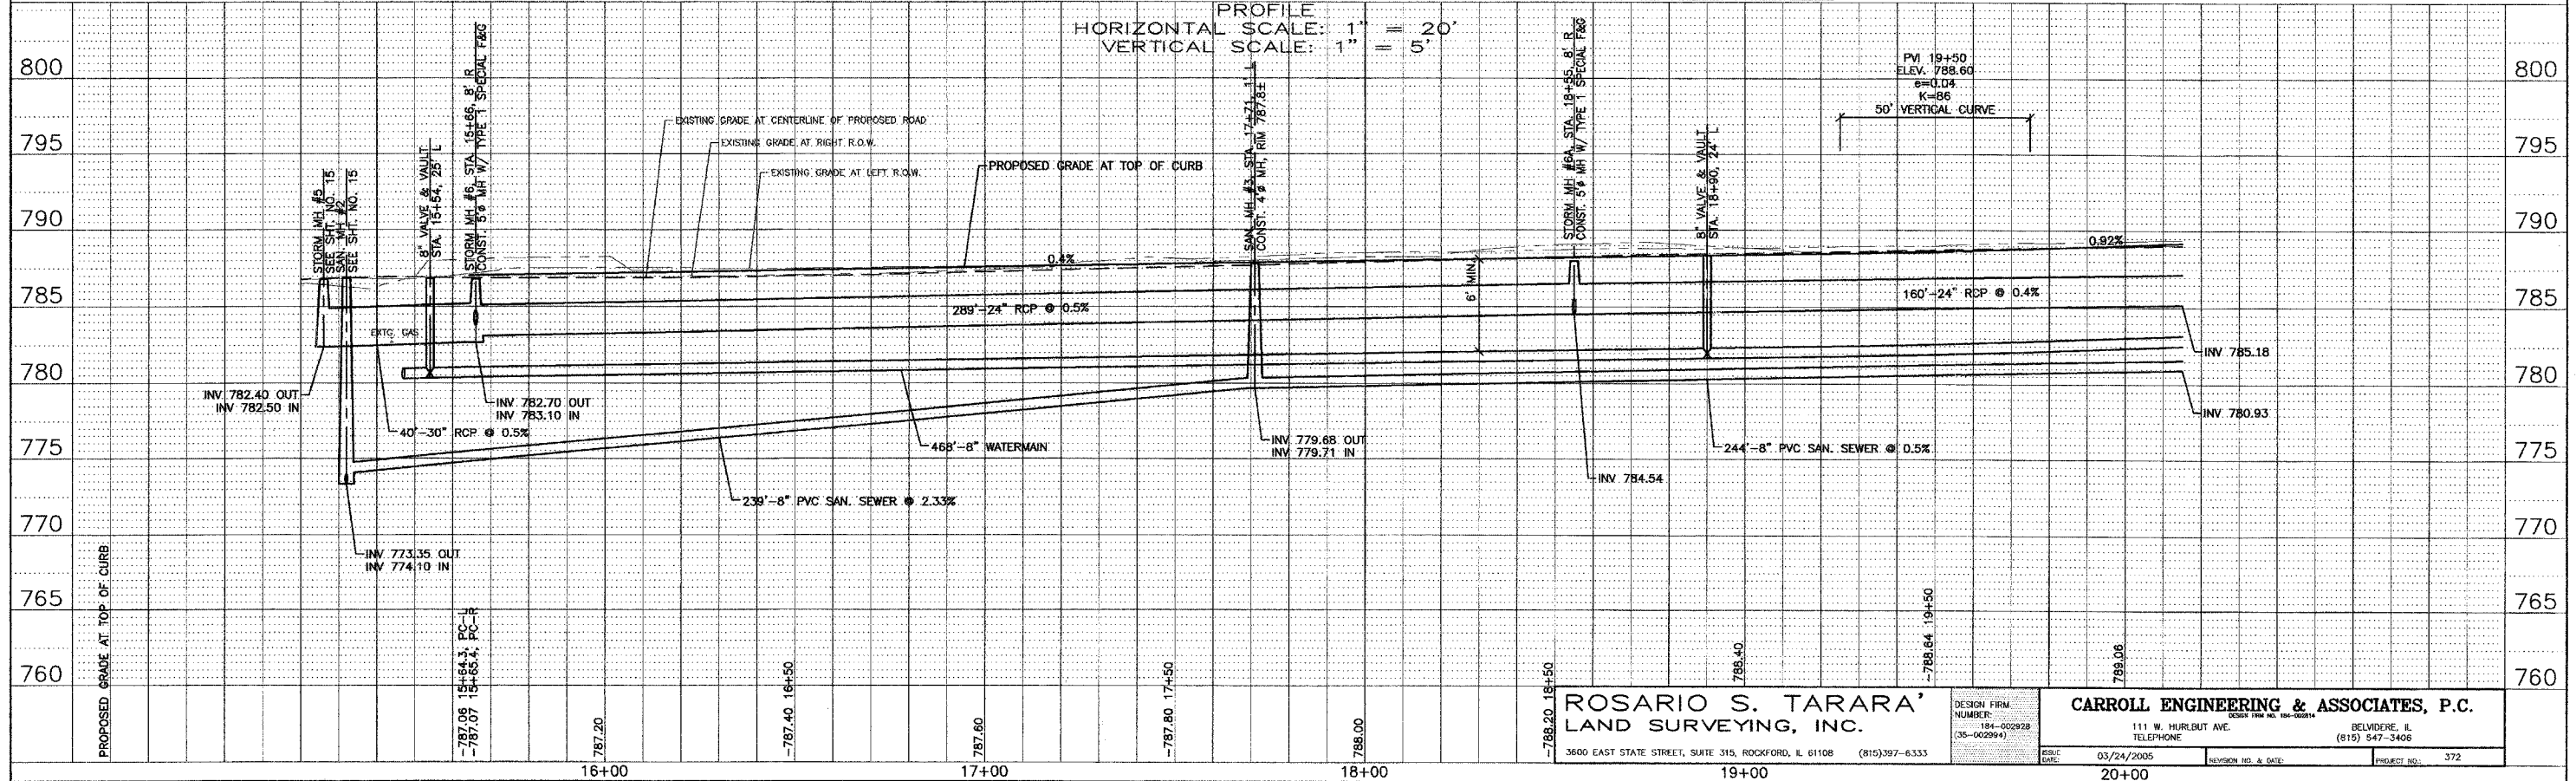 PROFILE
HORIZONTAL SCALE: 1" = 20'
VERTICAL SCALE: 1" = 5'
800
795
790
785
780
775
770
765
760
800
795
790
785
780
775
770
765
760
STORM MH #5
SEE SHT. NO. 15
SAN. MH #2
SEE SHT. NO. 15
8" VALVE & VAULT
STA. 15+54, 25' L
STORM MH #6, STA. 15+66, 8' R
CONST. 5'ø MH W/ TYPE 1 SPECIAL F&G
EXISTING GRADE AT CENTERLINE OF PROPOSED ROAD
EXISTING GRADE AT RIGHT R.O.W.
EXISTING GRADE AT LEFT R.O.W.
PROPOSED GRADE AT TOP OF CURB
SAN. MH #3, STA. 17+71, 1' L
CONST. 4'ø MH, RIM 787.8±
STORM MH #6A, STA. 18+55, 8' R
CONST. 5'ø MH W/ TYPE 1 SPECIAL F&G
8" VALVE & VAULT
STA. 18+90, 24' L
PVI 19+50
ELEV. 788.60
e=0.04
K=86
50' VERTICAL CURVE
0.4%
0.92%
6' MIN.
289'-24" RCP @ 0.5%
160'-24" RCP @ 0.4%
EXTG. GAS
INV 782.40 OUT
INV 782.50 IN
40'-30" RCP @ 0.5%
INV 782.70 OUT
INV 783.10 IN
468'-8" WATERMAIN
239'-8" PVC SAN. SEWER @ 2.33%
INV 773.35 OUT
INV 774.10 IN
INV 779.68 OUT
INV 779.71 IN
INV 784.54
244'-8" PVC SAN. SEWER @ 0.5%
INV 785.18
INV 780.93
PROPOSED GRADE AT TOP OF CURB
787.06 15+64.3, PC-L
787.07 15+65.4, PC-R
787.20
787.40 16+50
787.60
787.80 17+50
788.00
788.20 18+50
788.40
788.64 19+50
789.06
16+00
17+00
18+00
19+00
20+00
ROSARIO S. TARARA'
LAND SURVEYING, INC.
3600 EAST STATE STREET, SUITE 315, ROCKFORD, IL 61108 (815)397-6333
DESIGN FIRM
NUMBER:
184-002928
(35-002994)
CARROLL ENGINEERING & ASSOCIATES, P.C.
DESIGN FIRM NO. 184-002814
111 W. HURLBUT AVE. BELVIDERE, IL
TELEPHONE (815) 547-3406
ISSUE DATE: 03/24/2005
REVISION NO. & DATE:
PROJECT NO.: 372